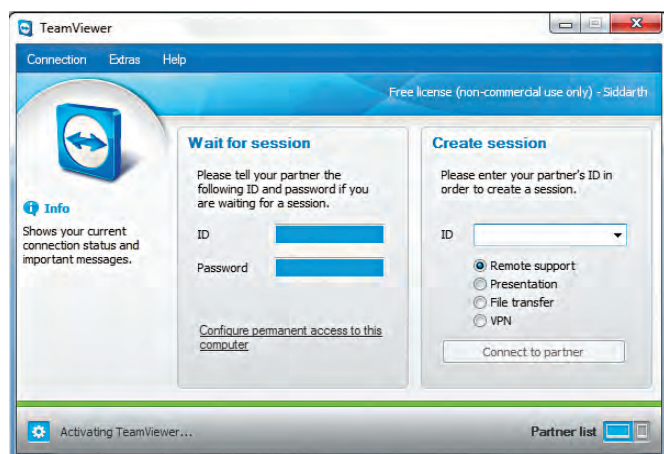 TeamViewer
Connection Extras Help
Free license (non-commercial use only) - Siddarth
Wait for session
Please tell your partner the
following ID and password if you
are waiting for a session.
ID
Password
Configure permanent access to this
computer
Create session
Please enter your partner's ID in
order to create a session.
ID
Remote support
Presentation
File transfer
VPN
Connect to partner
Info
Shows your current
connection status and
important messages.
Activating TeamViewer...
Partner list